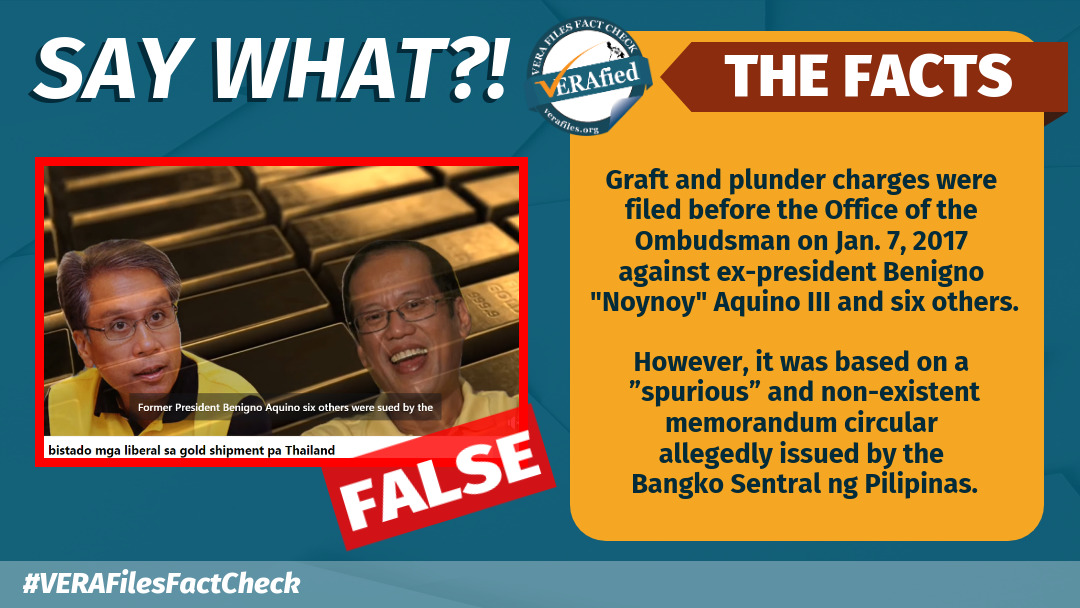 SAY WHAT?!
VERA FILES FACT CHECK
VERAfied
verafiles.org
THE FACTS
Former President Benigno Aquino six others were sued by the
bistado mga liberal sa gold shipment pa Thailand
FALSE
Graft and plunder charges were
filed before the Office of the
Ombudsman on Jan. 7, 2017
against ex-president Benigno
"Noynoy" Aquino III and six others.
However, it was based on a
”spurious” and non-existent
memorandum circular
allegedly issued by the
Bangko Sentral ng Pilipinas.
#VERAFilesFactCheck